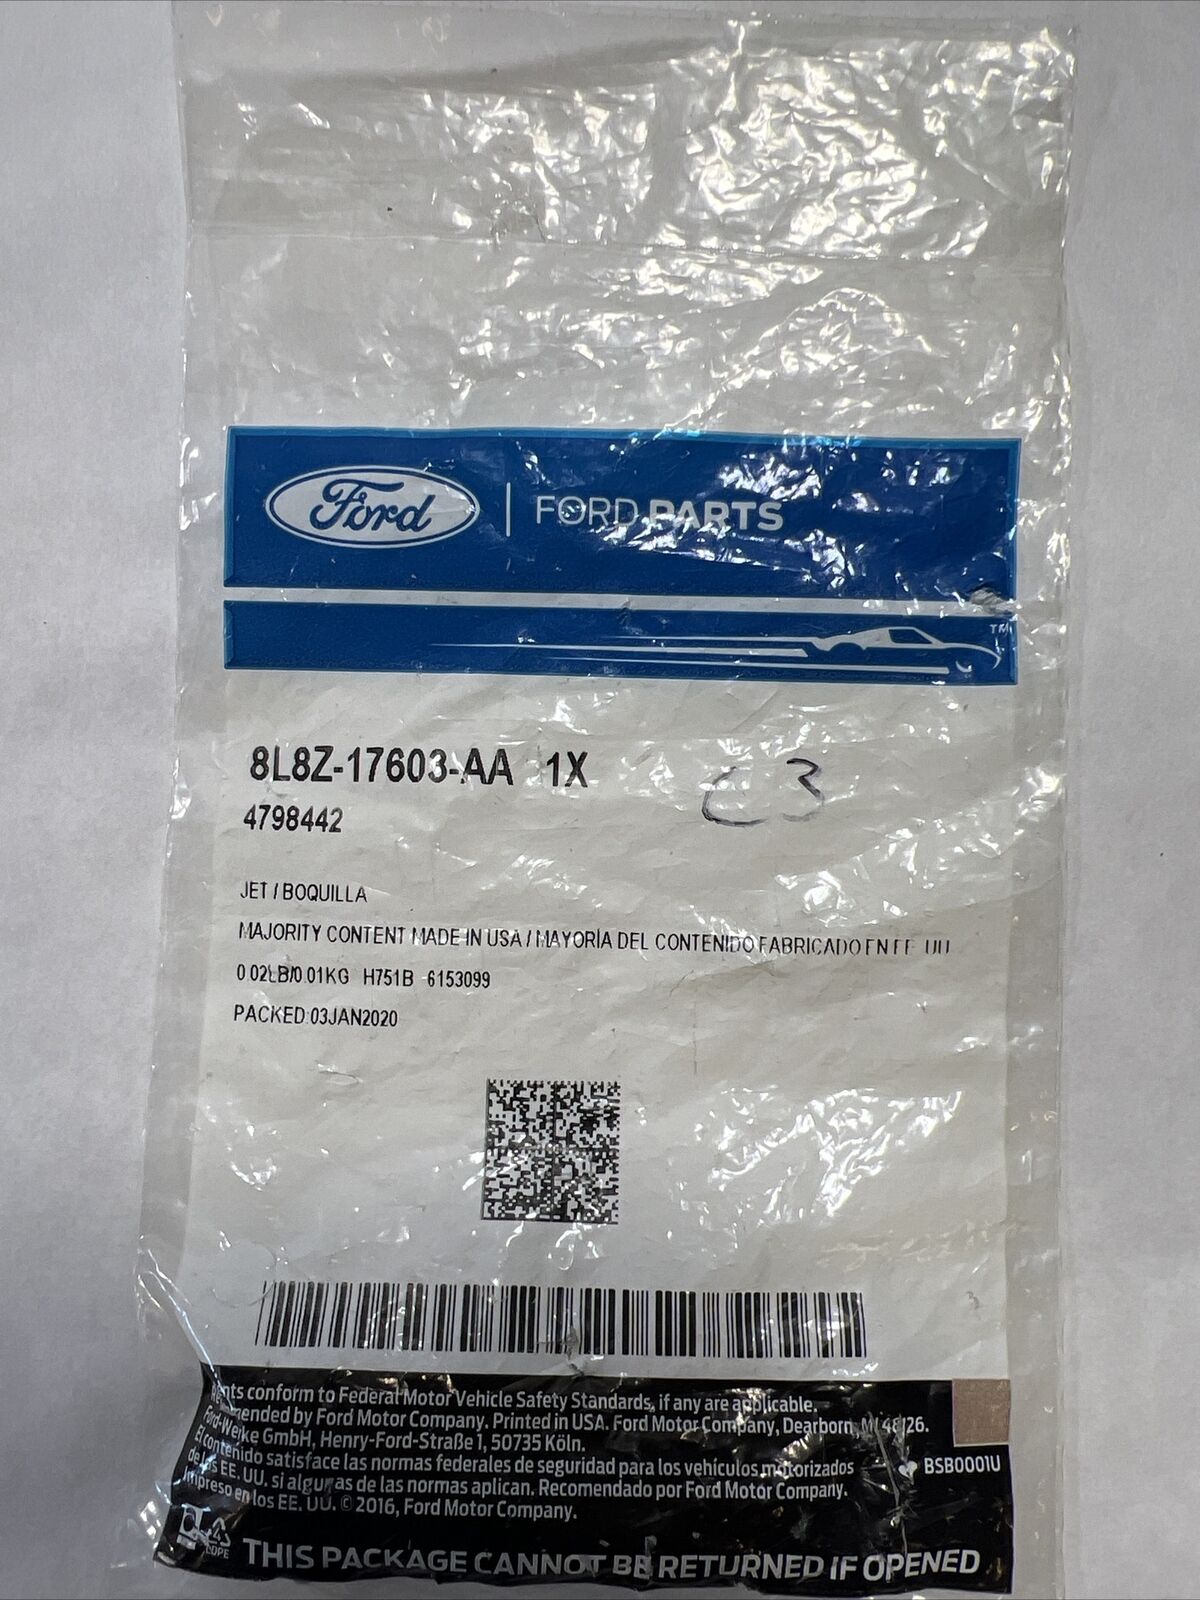 Ford FORD PARTS
TM
8L8Z-17603-AA 1X
C3
4798442
JET / BOQUILLA
MAJORITY CONTENT MADE IN USA / MAYORÍA DEL CONTENIDO FABRICADO EN EE UU
0.02LB/0.01KG H751B 6153099
PACKED:03JAN2020
conform to Federal Motor Vehicle Safety Standards, if any are applicable.
by Ford Motor Company. Printed in USA. Ford Motor Company, Dearborn, MI 48126.
Ford-Werke GmbH, Henry-Ford-Straße 1, 50735 Köln.
El contenido satisface las normas federales de seguridad para los vehículos motorizados
de los EE. UU. si algunas de las normas aplican. Recomendado por Ford Motor Company.
Impreso en los EE. UU. © 2016, Ford Motor Company.
BSB0001U
LDPE
THIS PACKAGE CANNOT BE RETURNED IF OPENED